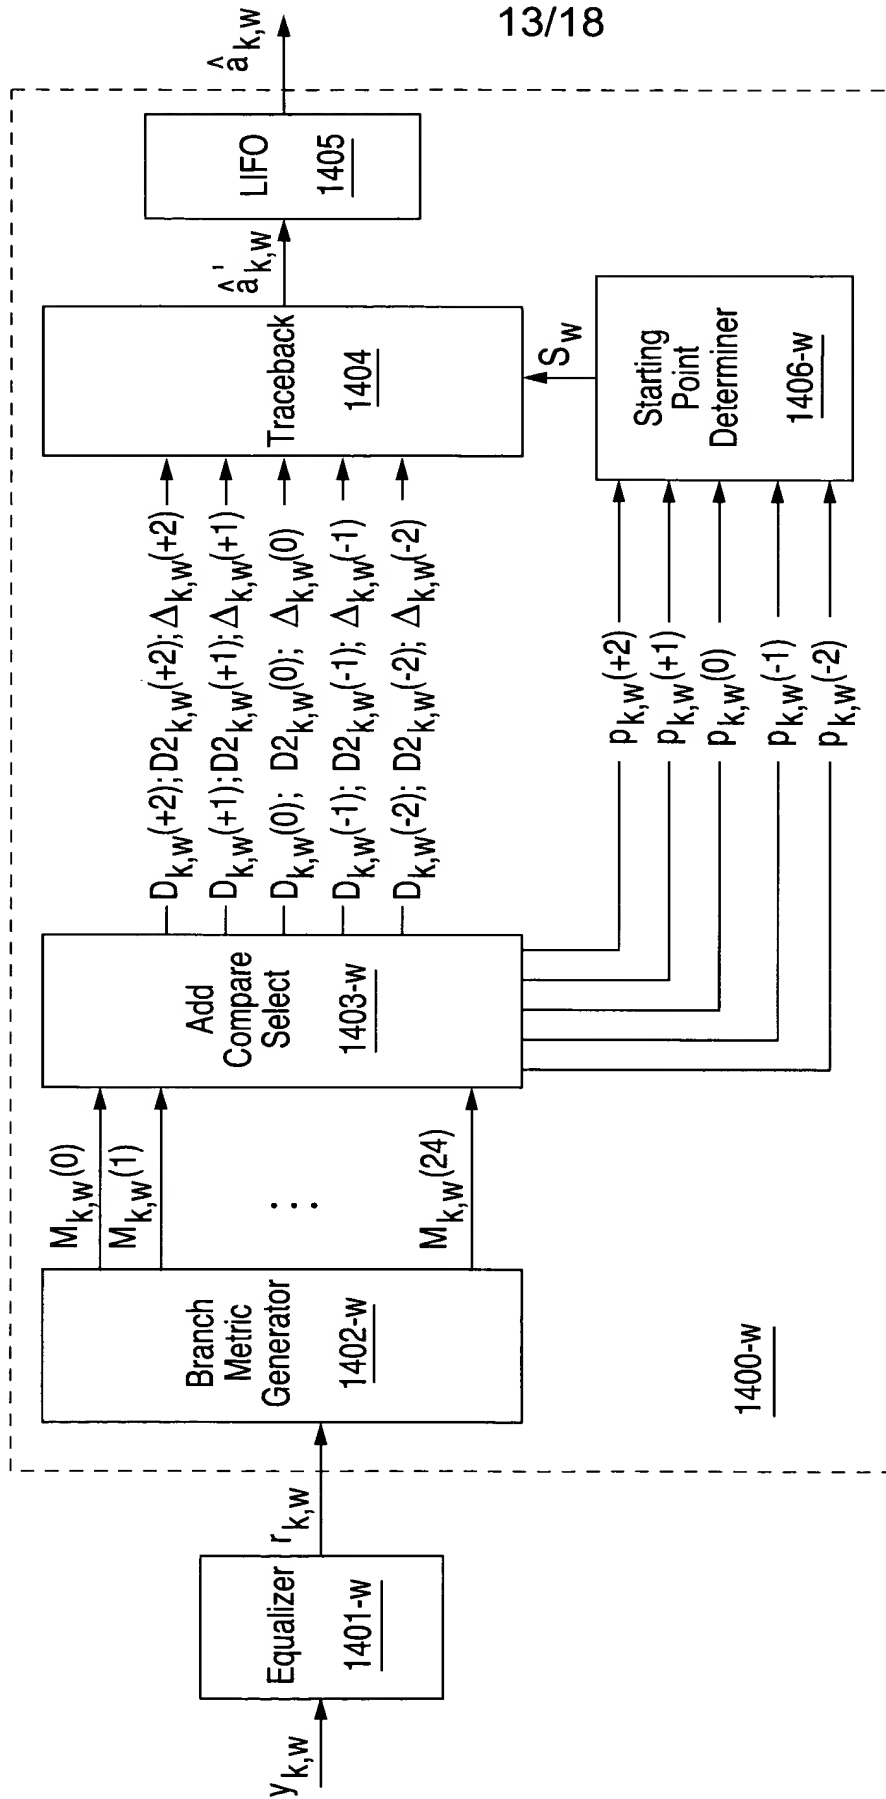 13/18
y_k,w
Equalizer
1401-w
r_k,w
Branch
Metric
Generator
1402-w
M_k,w(0)
M_k,w(1)
...
M_k,w(24)
Add
Compare
Select
1403-w
D_k,w(+2); D2_k,w(+2); Δ_k,w(+2)
D_k,w(+1); D2_k,w(+1); Δ_k,w(+1)
D_k,w(0); D2_k,w(0); Δ_k,w(0)
D_k,w(-1); D2_k,w(-1); Δ_k,w(-1)
D_k,w(-2); D2_k,w(-2); Δ_k,w(-2)
p_k,w(+2)
p_k,w(+1)
p_k,w(0)
p_k,w(-1)
p_k,w(-2)
Traceback
1404
S_w
Starting
Point
Determiner
1406-w
â'_k,w
LIFO
1405
â_k,w
1400-w